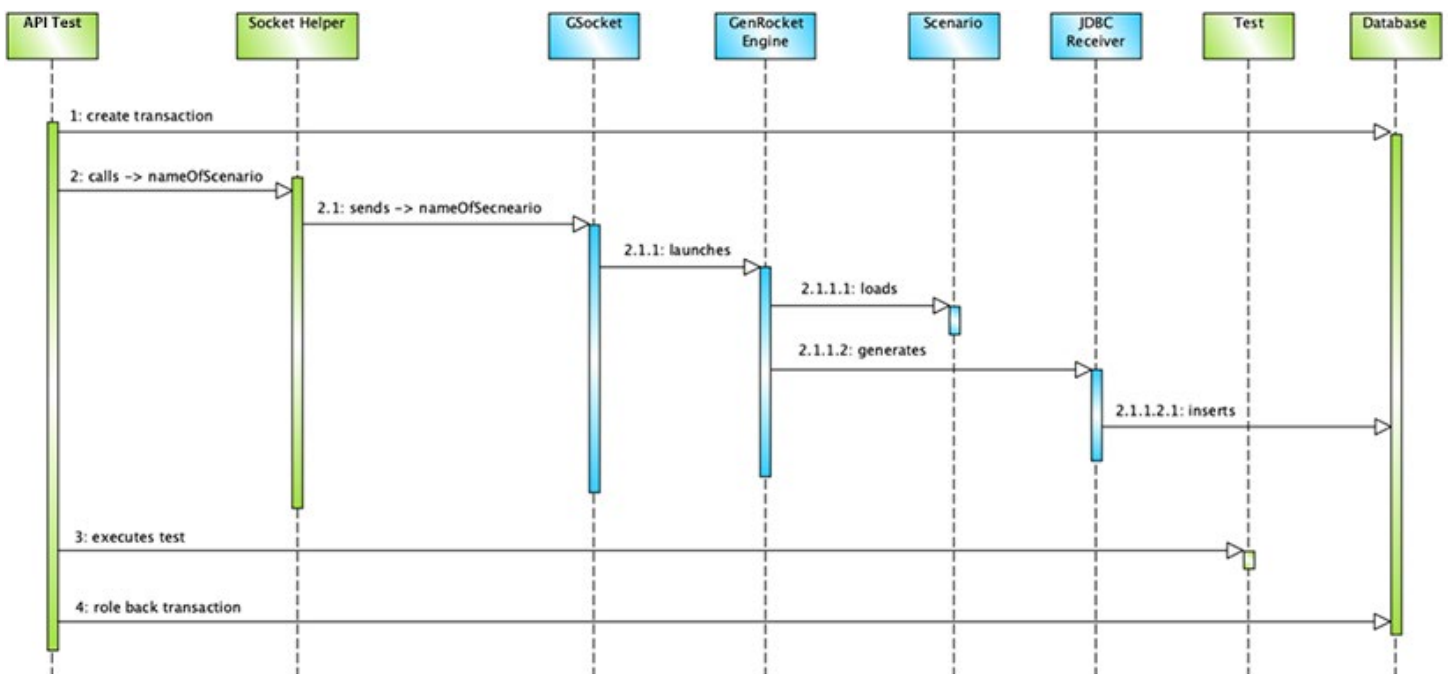 API Test
Socket Helper
GSocket
GenRocket
Engine
Scenario
JDBC
Receiver
Test
Database
1: create transaction
2: calls -> nameOfScenario
2.1: sends -> nameOfSecneario
2.1.1: launches
2.1.1.1: loads
2.1.1.2: generates
2.1.1.2.1: inserts
3: executes test
4: role back transaction